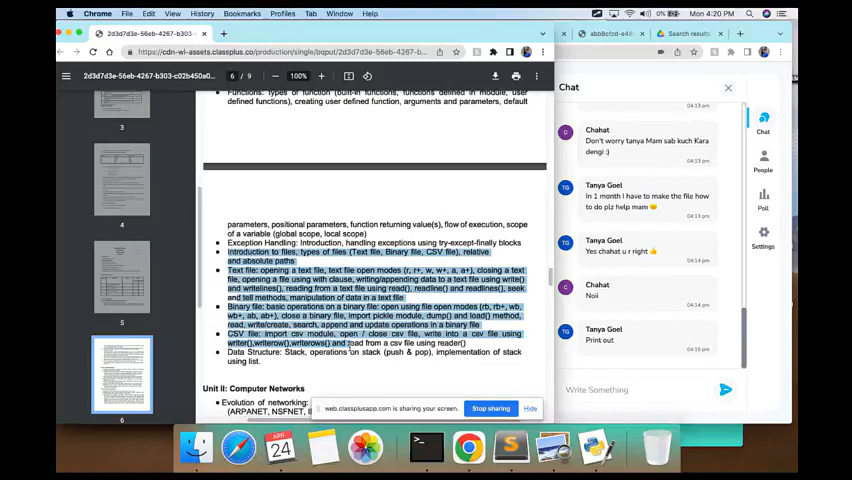 Chrome File Edit View History Bookmarks Profiles Tab Window Help
0% Mon 4:20 PM
2d3d7d3e-56eb-4267-b303-
abb8cfcd-e48
Search results
https://cdn-wl-assets.classplus.co/production/single/bqput/2d3d7d3e-56eb-4267-b303-c02b450a0...
2d3d7d3e-56eb-4267-b303-c02b450a0...
6 / 9
100%
3
4
5
6
Functions: types of function (built-in functions, functions defined in module, user
defined functions), creating user defined function, arguments and parameters, default
parameters, positional parameters, function returning value(s), flow of execution, scope
of a variable (global scope, local scope)
● Exception Handling: Introduction, handling exceptions using try-except-finally blocks
● Introduction to files, types of files (Text file, Binary file, CSV file), relative
and absolute paths
● Text file: opening a text file, text file open modes (r, r+, w, w+, a, a+), closing a text
file, opening a file using with clause, writing/appending data to a text file using write()
and writelines(), reading from a text file using read(), readline() and readlines(), seek
and tell methods, manipulation of data in a text file
● Binary file: basic operations on a binary file: open using file open modes (rb, rb+, wb,
wb+, ab, ab+), close a binary file, import pickle module, dump() and load() method,
read, write/create, search, append and update operations in a binary file
● CSV file: import csv module, open / close csv file, write into a csv file using
writer(),writerow(),writerows() and read from a csv file using reader()
● Data Structure: Stack, operations on stack (push & pop), implementation of stack
using list.
Unit II: Computer Networks
● Evolution of networking:
(ARPANET, NSFNET,
web.classplusapp.com is sharing your screen.
Stop sharing
Hide
Chat
04:13 pm
C
Chahat
Don't worry tanya Mam sab kuch Kara
dengi :)
04:13 pm
TG
Tanya Goel
In 1 month I have to make the file how
to do plz help mam
04:13 pm
TG
Tanya Goel
Yes chahat u r right
04:14 pm
C
Chahat
Noii
04:14 pm
TG
Tanya Goel
Print out
04:15 pm
Write Something
Chat
People
Poll
Settings
APR
24